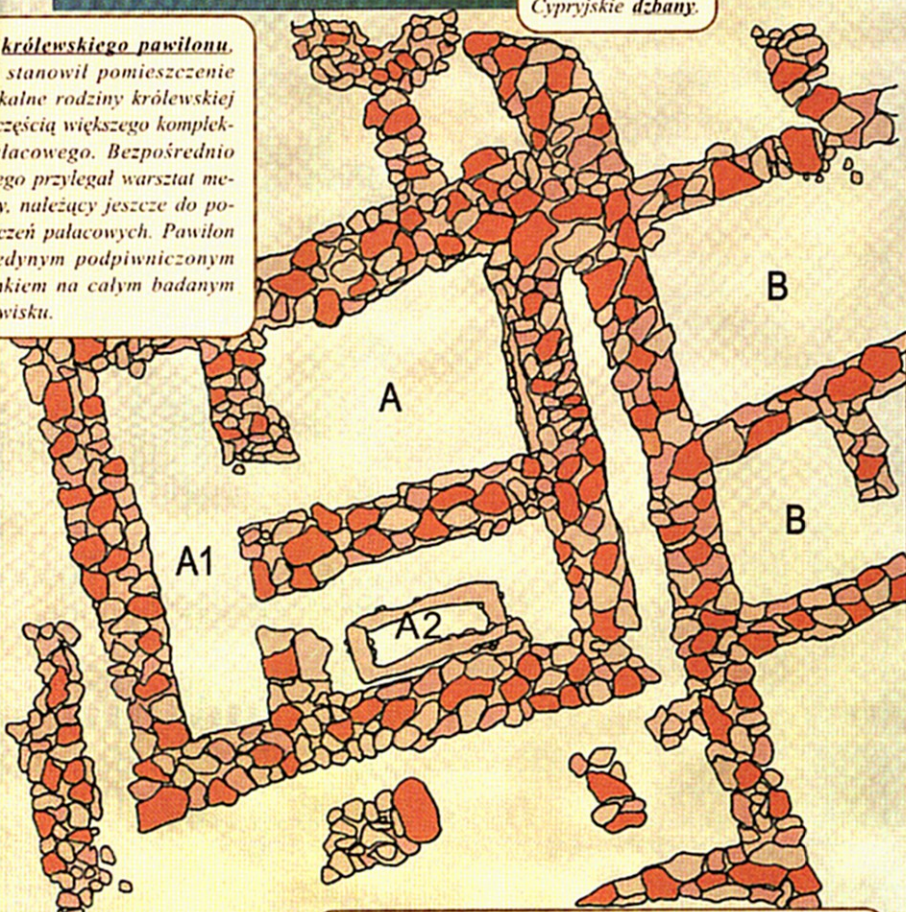 Cypryjskie dzbany.
królewskiego pawilonu,
stanowił pomieszczenie
kalne rodziny królewskiej
częścią większego komplek-
łacowego. Bezpośrednio
ego przylegał warsztat me-
y, należący jeszcze do po-
czeń pałacowych. Pawilon
edynym podpiwniczonym
nkiem na całym badanym
wisku.
B
A
B
A1
A2